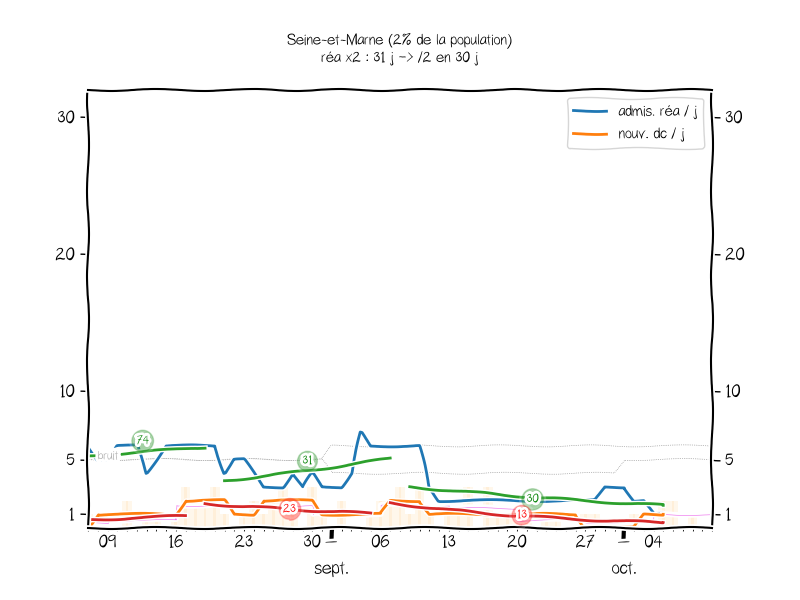 Seine-et-Marne (2% de la population)
réa x2 : 31 j -> /2 en 30 j
admis. réa / j
nouv. dc / j
30
30
20
20
10
10
5
5
1
1
74
bruit
31
23
30
13
09 16 23 30 06 13 20 27 04
sept. oct.